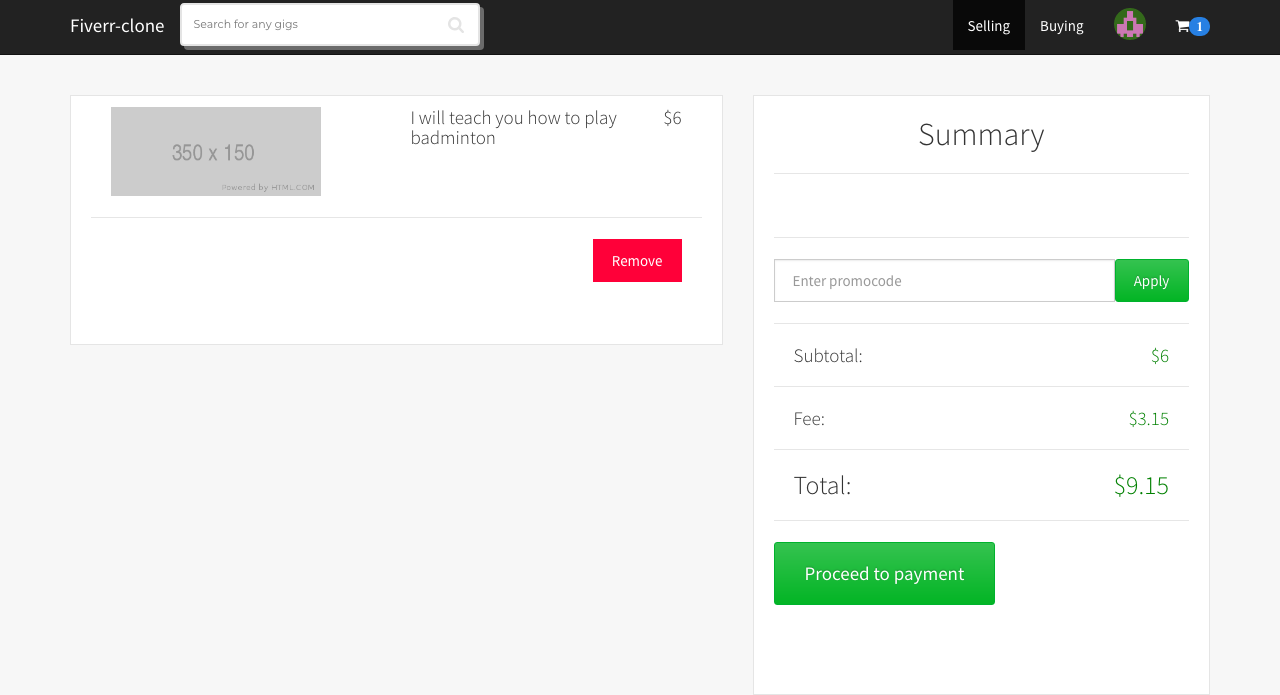 Fiverr-clone
Search for any gigs
Selling
Buying
1
350 x 150
Powered by HTML.COM
I will teach you how to play
badminton
$6
Remove
Summary
Enter promocode
Apply
Subtotal:
$6
Fee:
$3.15
Total:
$9.15
Proceed to payment